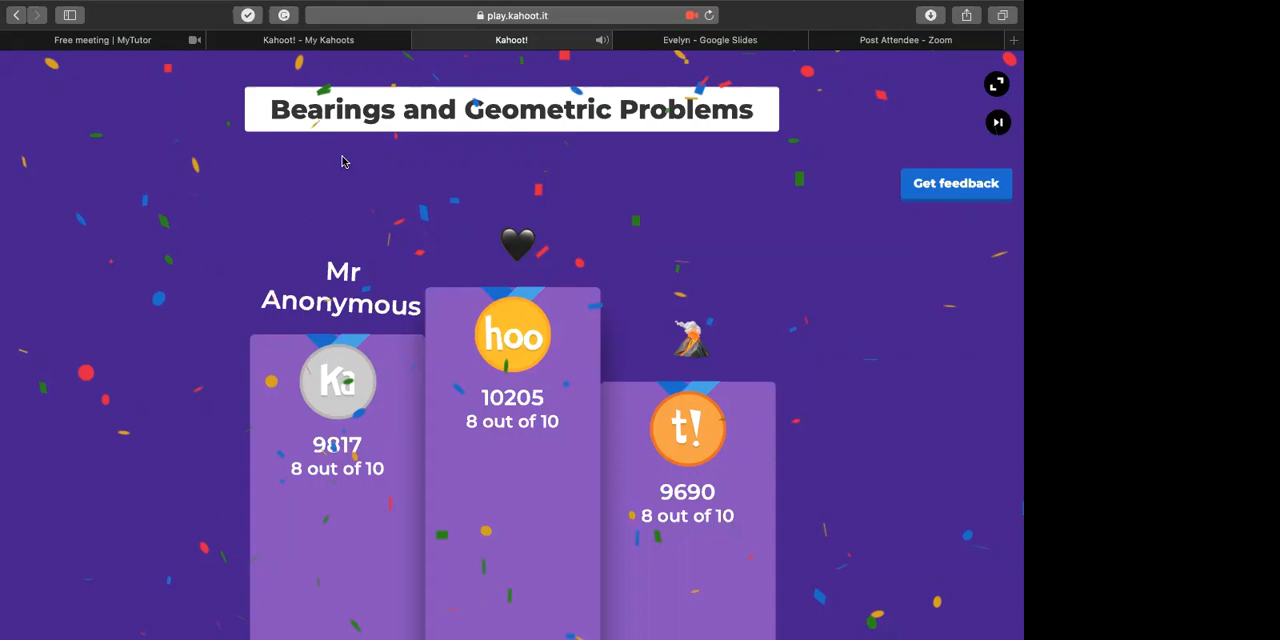 play.kahoot.it
Free meeting | MyTutor
Kahoot! - My Kahoots
Kahoot!
Evelyn - Google Slides
Post Attendee - Zoom
Bearings and Geometric Problems
Get feedback
Mr
Anonymous
Ka
9817
8 out of 10
hoo
10205
8 out of 10
t!
9690
8 out of 10